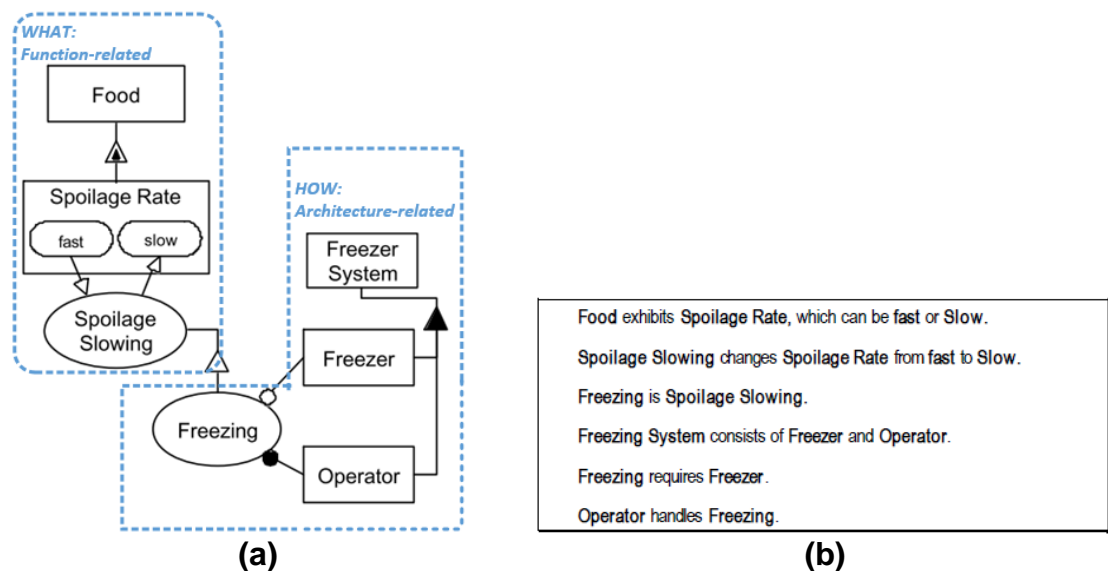 WHAT:
Function-related
Food
Spoilage Rate
fast
slow
Spoilage
Slowing
HOW:
Architecture-related
Freezer
System
Freezer
Freezing
Operator
(a)
Food exhibits Spoilage Rate, which can be fast or Slow.
Spoilage Slowing changes Spoilage Rate from fast to Slow.
Freezing is Spoilage Slowing.
Freezing System consists of Freezer and Operator.
Freezing requires Freezer.
Operator handles Freezing.
(b)